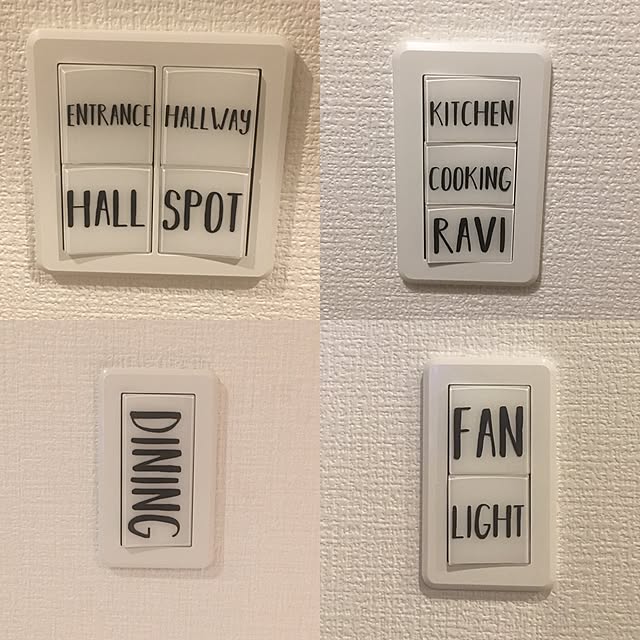 ENTRANCE HALLWAY
HALL SPOT
KITCHEN
COOKING
RAVI
DINING
FAN
LIGHT